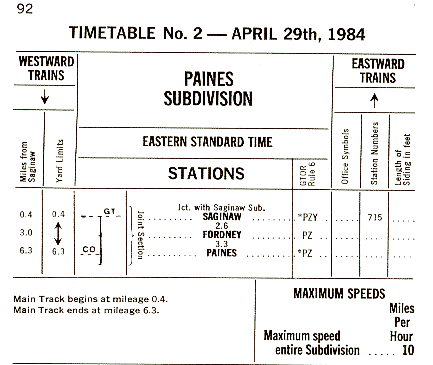 92
TIMETABLE No. 2 — APRIL 29th, 1984
WESTWARD
TRAINS
PAINES
SUBDIVISION
EASTWARD
TRAINS
EASTERN STANDARD TIME
Miles from
Saginaw
Yard Limits
STATIONS
GTOR
Rule 6
Office Symbols
Station Numbers
Length of
Siding in feet
Jct. with Saginaw Sub.
0.4 0.4 GT SAGINAW *PZY 715
2.6
3.0 FORDNEY PZ
3.3
6.3 6.3 CO PAINES *PZ
Joint Section
Main Track begins at mileage 0.4.
Main Track ends at mileage 6.3.
MAXIMUM SPEEDS
Miles
Per
Hour
Maximum speed
entire Subdivision ..... 10